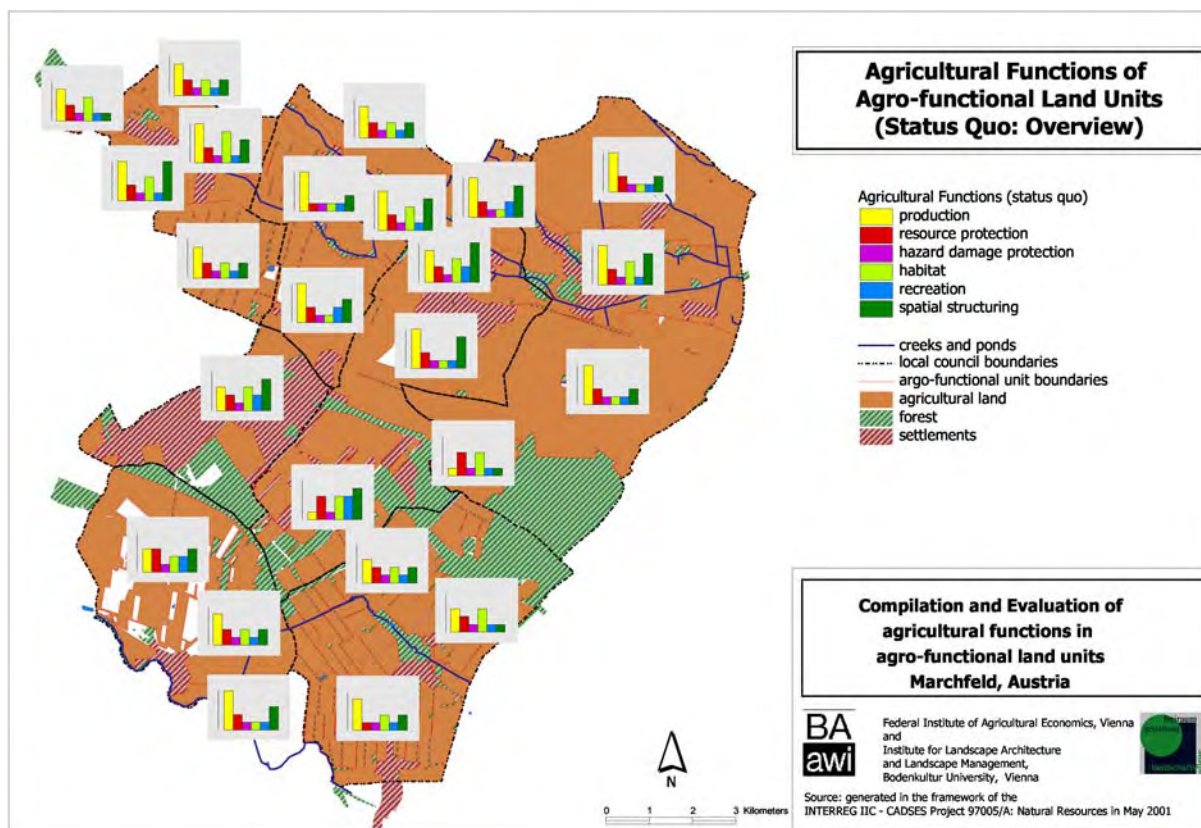 Agricultural Functions of
Agro-functional Land Units
(Status Quo: Overview)
Agricultural Functions (status quo)
production
resource protection
hazard damage protection
habitat
recreation
spatial structuring
creeks and ponds
local council boundaries
argo-functional unit boundaries
agricultural land
forest
settlements
Compilation and Evaluation of
agricultural functions in
agro-functional land units
Marchfeld, Austria
BA
awi
Federal Institute of Agricultural Economics, Vienna
and
Institute for Landscape Architecture
and Landscape Management,
Bodenkultur University, Vienna
Source: generated in the framework of the
INTERREG IIC - CADSES Project 97005/A: Natural Resources in May 2001
N
0 1 2 3 Kilometers